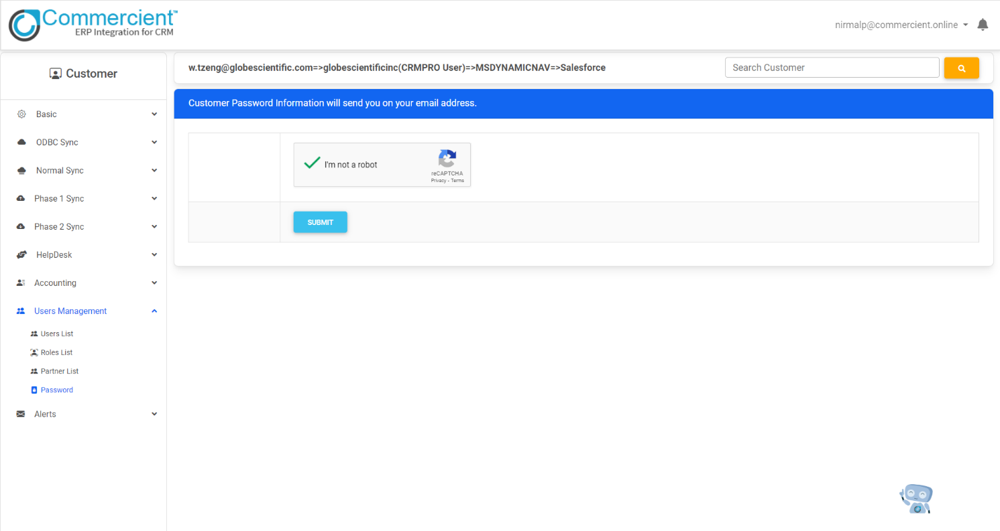 Commercient™
ERP Integration for CRM
nirmalp@commercient.online
Customer
w.tzeng@globescientific.com=>globescientificinc(CRMPRO User)=>MSDYNAMICNAV=>Salesforce
Search Customer
Customer Password Information will send you on your email address.
Basic
ODBC Sync
Normal Sync
Phase 1 Sync
Phase 2 Sync
HelpDesk
Accounting
Users Management
Users List
Roles List
Partner List
Password
Alerts
I'm not a robot
reCAPTCHA
Privacy - Terms
SUBMIT